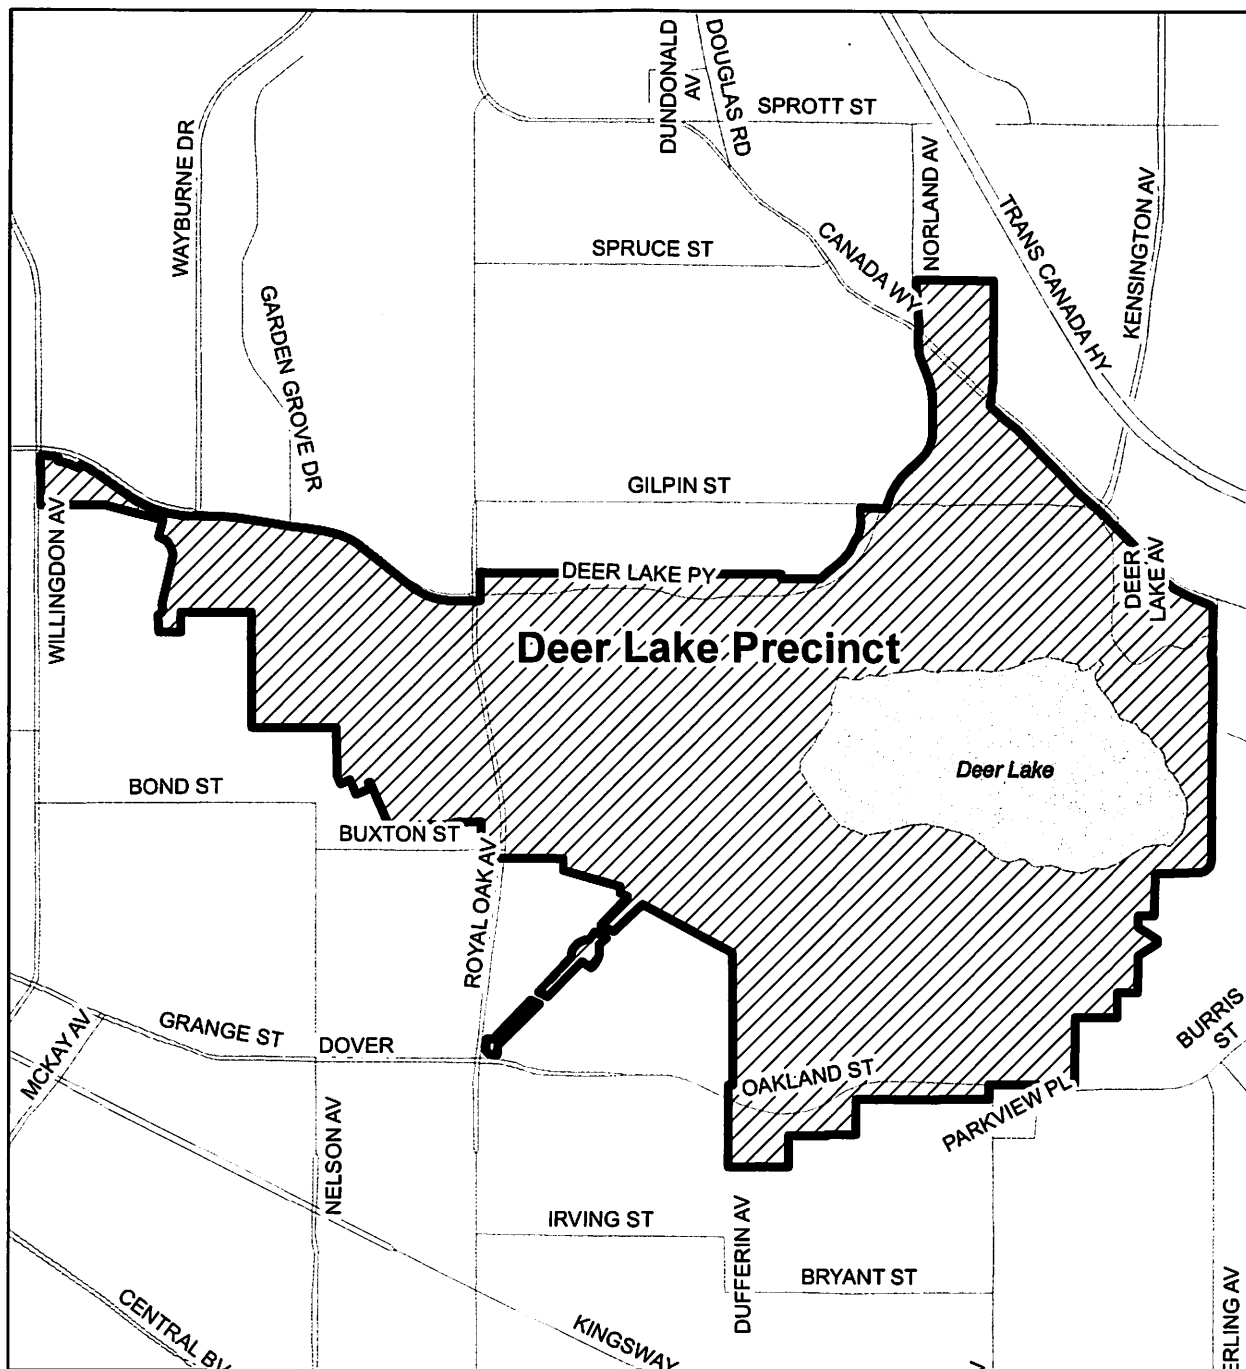 DUNDONALD
AV
DOUGLAS RD
SPROTT ST
WAYBURNE DR
NORLAND AV
TRANS CANADA HY
KENSINGTON AV
SPRUCE ST
CANADA WY
GARDEN GROVE DR
GILPIN ST
WILLINGDON AV
DEER LAKE PY
DEER
LAKE AV
Deer Lake Precinct
Deer Lake
BOND ST
BUXTON ST
ROYAL OAK AV
GRANGE ST
DOVER
MCKAY AV
OAKLAND ST
BURRIS
ST
PARKVIEW PL
NELSON AV
IRVING ST
DUFFERIN AV
BRYANT ST
CENTRAL BV
KINGSWAY
ERLING AV
V